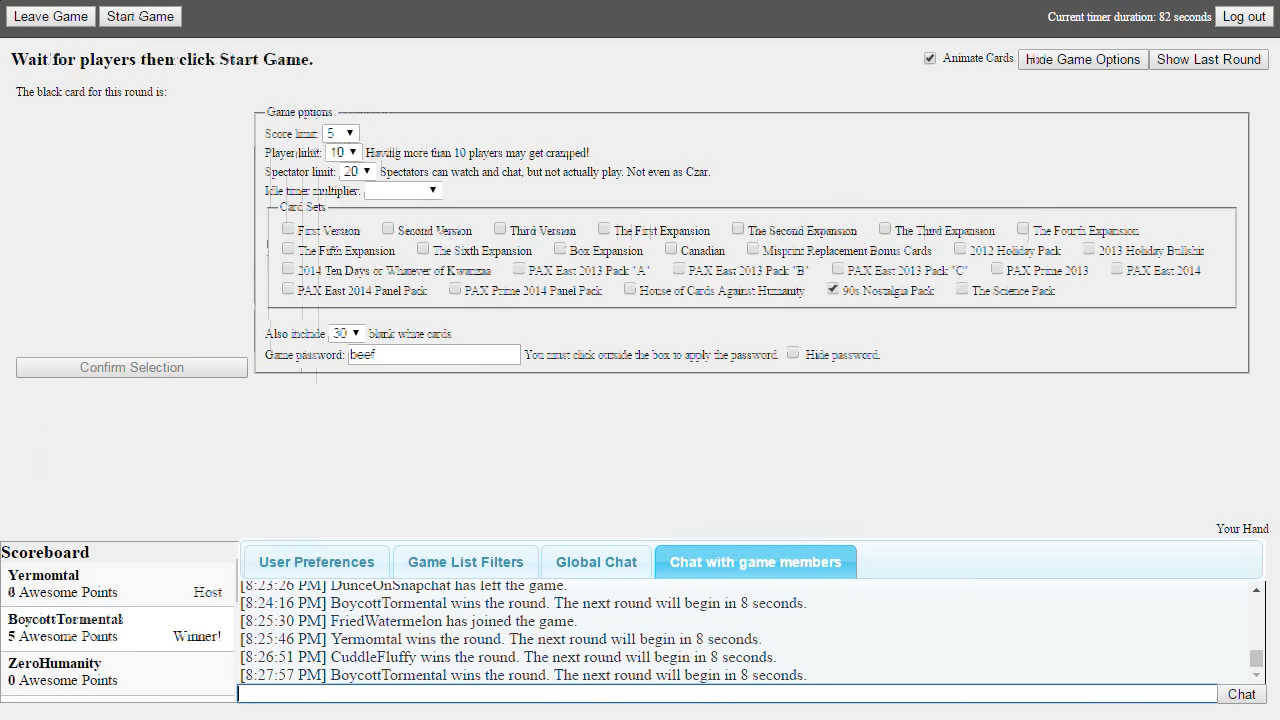 Leave Game Start Game Current timer duration: 82 seconds Log out
Wait for players then click Start Game. Animate Cards Hide Game Options Show Last Round
The black card for this round is:
Game options
Score limit: 5
Player limit: 10 Having more than 10 players may get cramped!
Spectator limit: 20 Spectators can watch and chat, but not actually play. Not even as Czar.
Idle timer multiplier:
Card Sets
First Version Second Version Third Version The First Expansion The Second Expansion The Third Expansion The Fourth Expansion
The Fifth Expansion The Sixth Expansion Box Expansion Canadian Misprint Replacement Bonus Cards 2012 Holiday Pack 2013 Holiday Bullshit
2014 Ten Days or Whatever of Kwanzaa PAX East 2013 Pack "A" PAX East 2013 Pack "B" PAX East 2013 Pack "C" PAX Prime 2013 PAX East 2014
PAX East 2014 Panel Pack PAX Prime 2014 Panel Pack House of Cards Against Humanity 90s Nostalgia Pack The Science Pack
Also include 30 blank white cards
Game password: beef You must click outside the box to apply the password. Hide password.
Confirm Selection
Your Hand
Scoreboard
Yermomtal
Awesome Points Host
BoycottTormental
5 Awesome Points Winner!
ZeroHumanity
0 Awesome Points
User Preferences Game List Filters Global Chat Chat with game members
[8:23:26 PM] DunceOnSnapchat has left the game.
[8:24:16 PM] BoycottTormental wins the round. The next round will begin in 8 seconds.
[8:25:30 PM] FriedWatermelon has joined the game.
[8:25:46 PM] Yermomtal wins the round. The next round will begin in 8 seconds.
[8:26:51 PM] CuddleFluffy wins the round. The next round will begin in 8 seconds.
[8:27:57 PM] BoycottTormental wins the round. The next round will begin in 8 seconds.
Chat